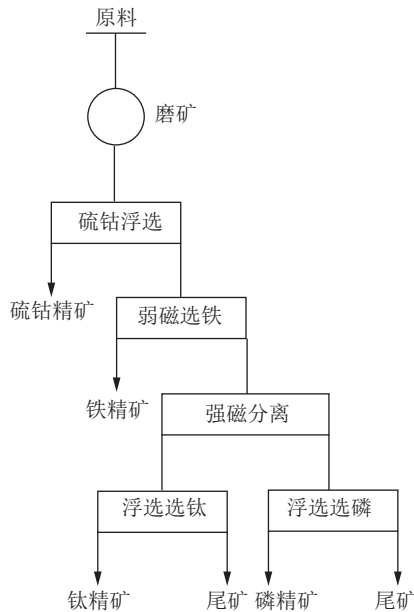 原料
磨矿
硫钴浮选
硫钴精矿
弱磁选铁
铁精矿
强磁分离
浮选选钛
浮选选磷
钛精矿
尾矿
磷精矿
尾矿